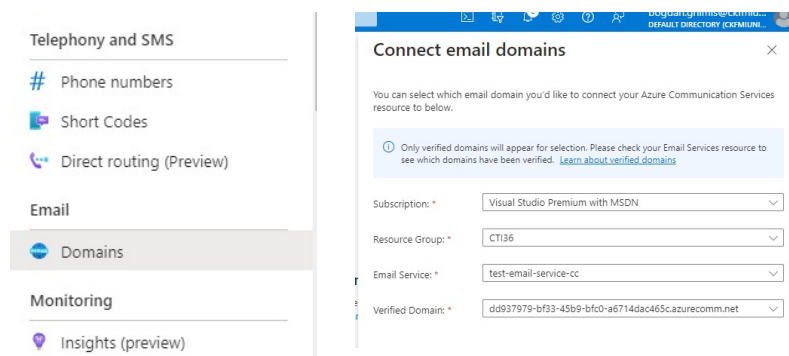 Telephony and SMS
Phone numbers
Short Codes
Direct routing (Preview)
Email
Domains
Monitoring
Insights (preview)
DEFAULT DIRECTORY (CKFMIUNI...
Connect email domains
You can select which email domain you'd like to connect your Azure Communication Services
resource to below.
Only verified domains will appear for selection. Please check your Email Services resource to
see which domains have been verified. Learn about verified domains
Subscription: * Visual Studio Premium with MSDN
Resource Group: * CTI36
Email Service: * test-email-service-cc
Verified Domain: * dd937979-bf33-45b9-bfc0-a6714dac465c.azurecomm.net